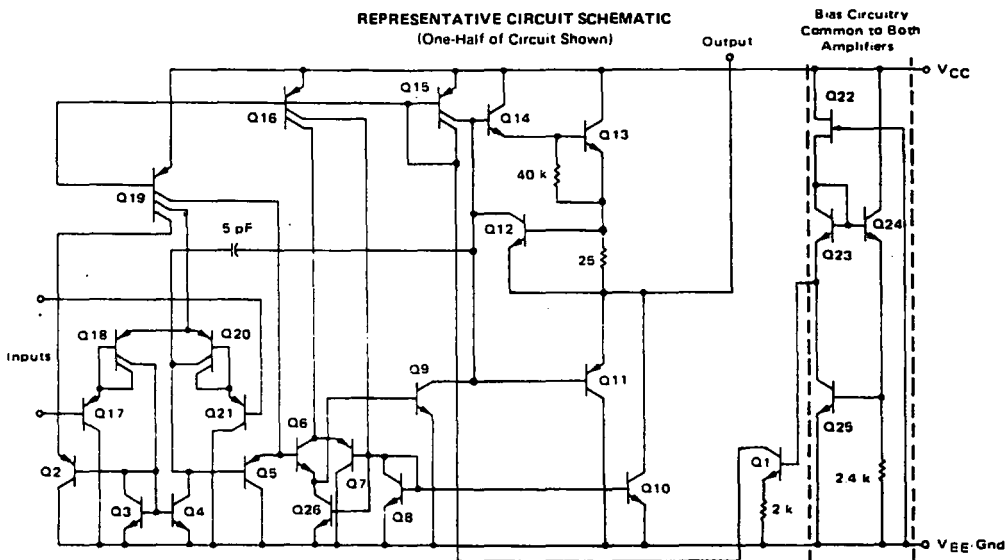 REPRESENTATIVE CIRCUIT SCHEMATIC
(One-Half of Circuit Shown)
Bias Circuitry
Common to Both
Amplifiers
Output
VCC
Q15
Q16
Q14
Q13
Q22
Q19
40 k
Q12
5 pF
25
Q24
Q23
Q18
Q20
Inputs
Q9
Q11
Q17
Q21
Q6
Q25
Q2
Q5
Q7
Q1
2.4 k
Q3
Q4
Q26
Q8
Q10
2 k
VEE-Gnd